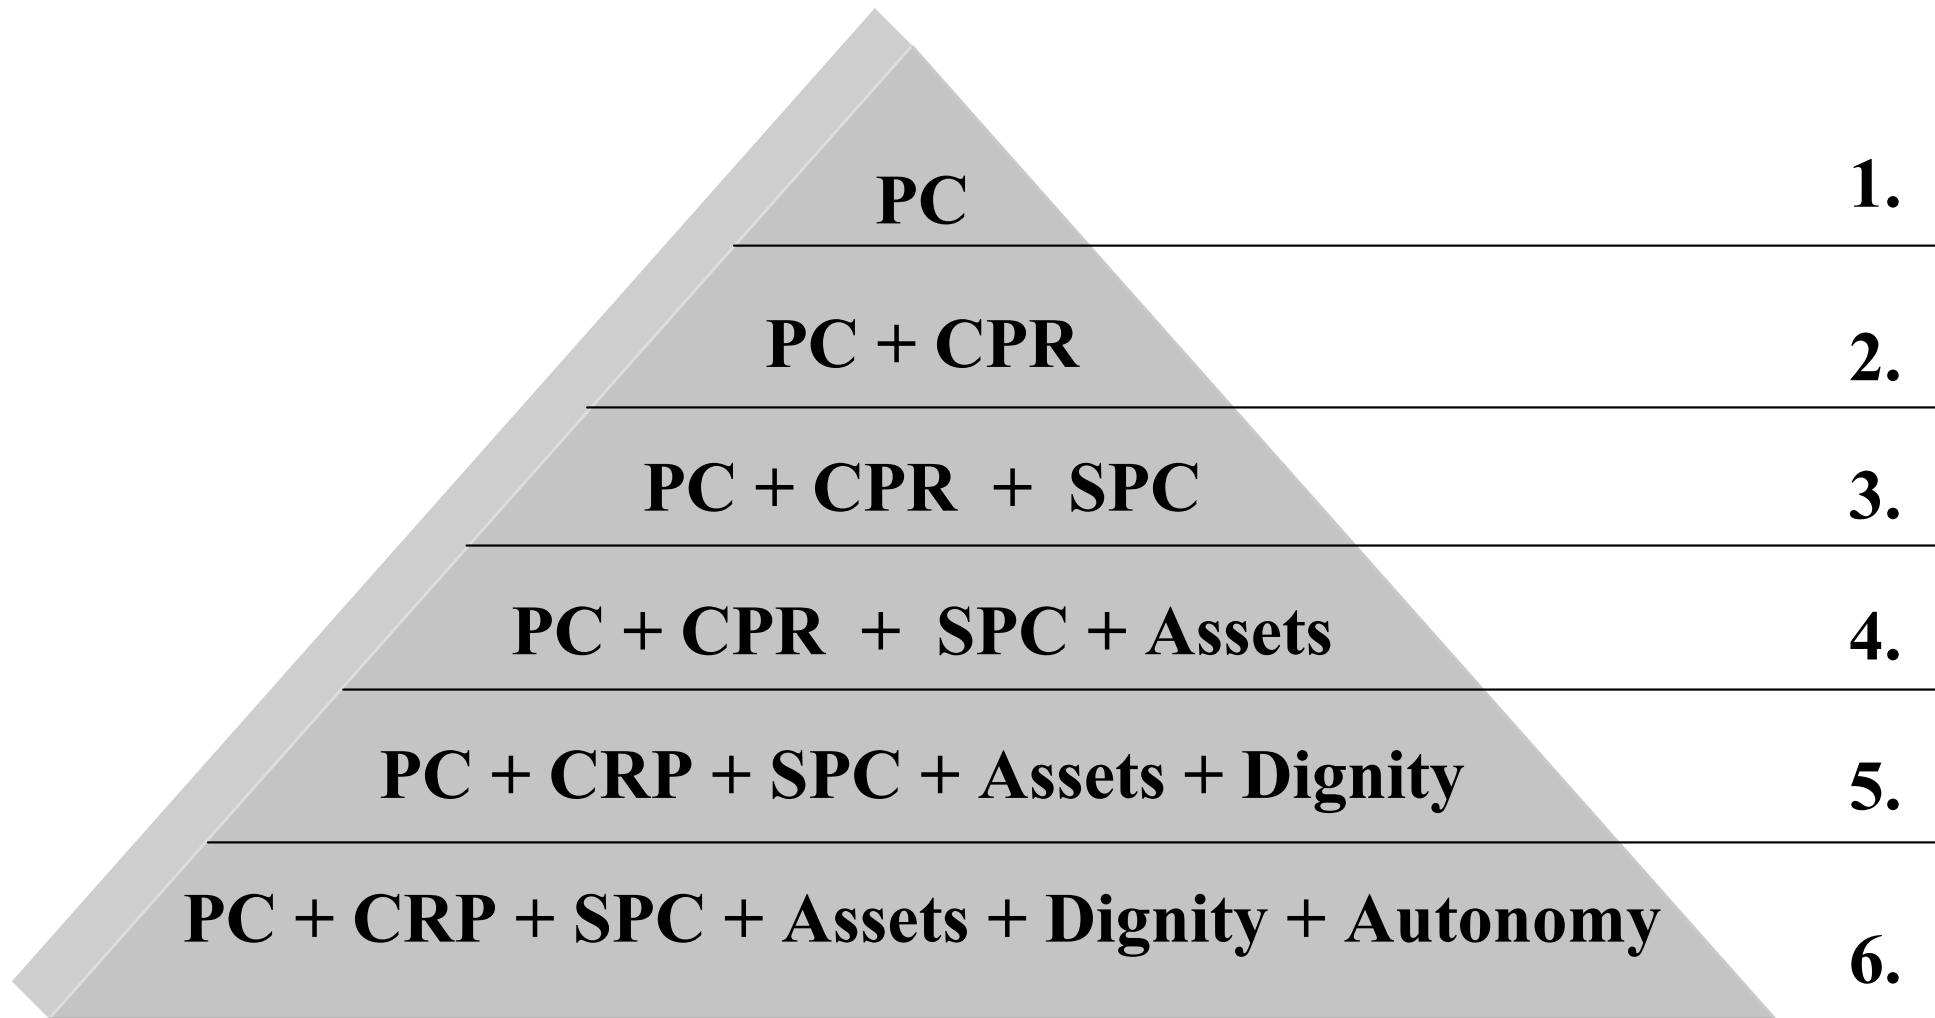 PC 1.
PC + CPR 2.
PC + CPR + SPC 3.
PC + CPR + SPC + Assets 4.
PC + CRP + SPC + Assets + Dignity 5.
PC + CRP + SPC + Assets + Dignity + Autonomy 6.